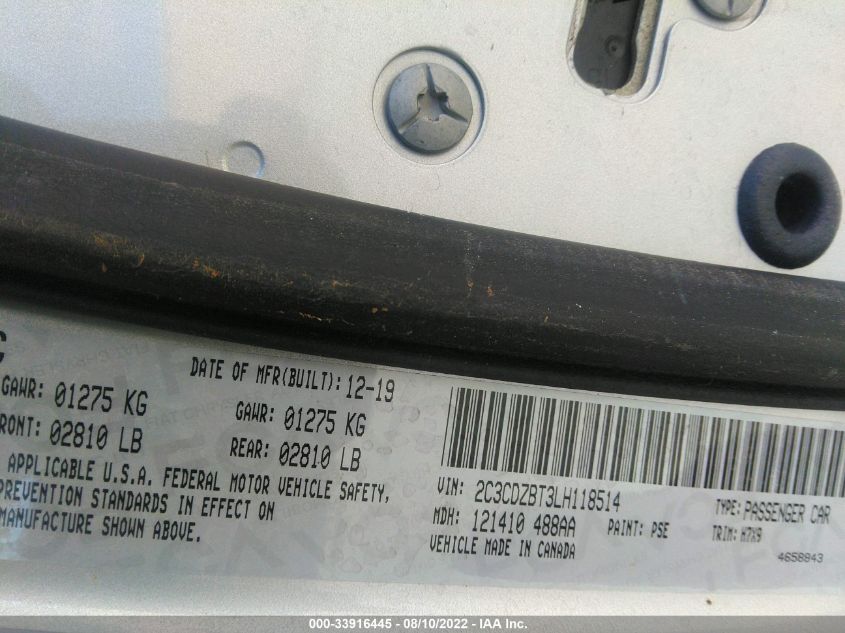 DATE OF MFR(BUILT): 12-19
GAWR: 01275 KG GAWR: 01275 KG
FRONT: 02810 LB REAR: 02810 LB
APPLICABLE U.S.A. FEDERAL MOTOR VEHICLE SAFETY,
PREVENTION STANDARDS IN EFFECT ON
MANUFACTURE SHOWN ABOVE.
VIN: 2C3CDZBT3LH118514 TYPE: PASSENGER CAR
MDH: 121410 488AA PAINT: PSE TRIM: H7X9
VEHICLE MADE IN CANADA 4658843
000-33916445 - 08/10/2022 - IAA Inc.